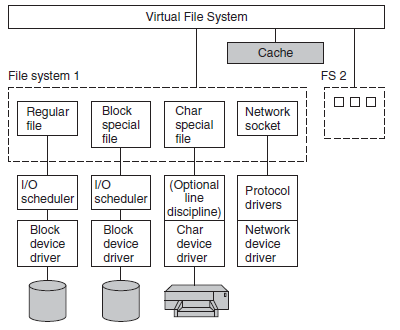 Virtual File System
Cache
File system 1
FS 2
Regular
file
Block
special
file
Char
special
file
Network
socket
I/O
scheduler
I/O
scheduler
(Optional
line
discipline)
Protocol
drivers
Block
device
driver
Block
device
driver
Char
device
driver
Network
device
driver